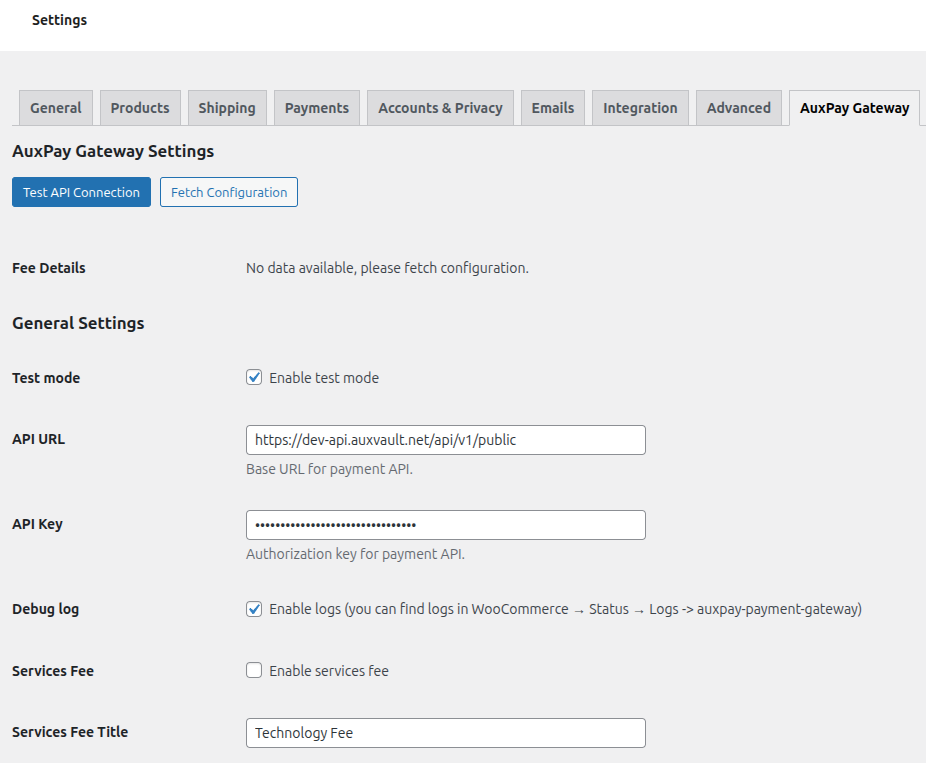 Settings
General Products Shipping Payments Accounts & Privacy Emails Integration Advanced AuxPay Gateway
AuxPay Gateway Settings
Test API Connection Fetch Configuration
Fee Details No data available, please fetch configuration.
General Settings
Test mode Enable test mode
API URL https://dev-api.auxvault.net/api/v1/public
Base URL for payment API.
API Key ••••••••••••••••••••••••••••••••
Authorization key for payment API.
Debug log Enable logs (you can find logs in WooCommerce → Status → Logs -> auxpay-payment-gateway)
Services Fee Enable services fee
Services Fee Title Technology Fee